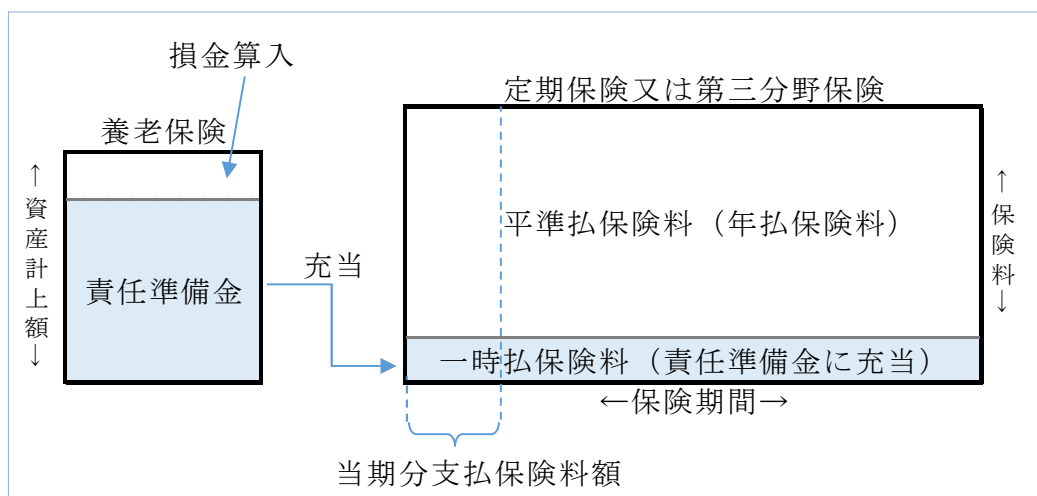 損金算入
定期保険又は第三分野保険
養老保険
↑資産計上額↓
責任準備金
充当
平準払保険料（年払保険料）
↑保険料↓
一時払保険料（責任準備金に充当）
←保険期間→
当期分支払保険料額